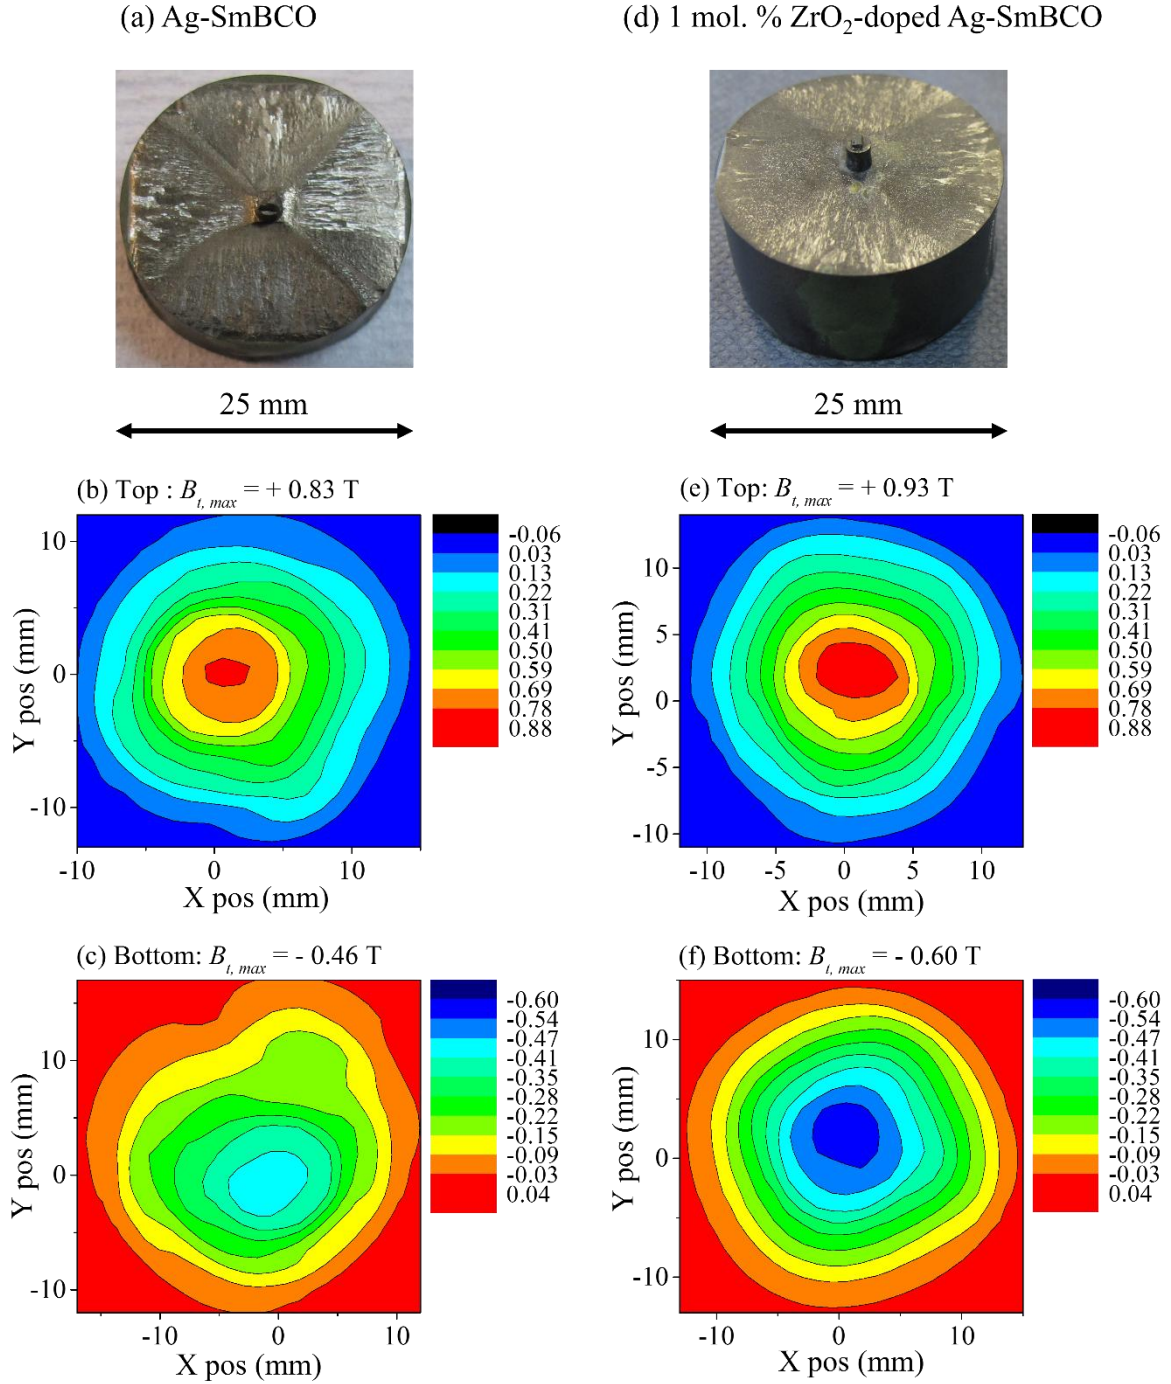 (a) Ag-SmBCO
(d) 1 mol. % ZrO₂-doped Ag-SmBCO
25 mm
25 mm
(b) Top : B_{t, max} = + 0.83 T
10
0
-10
-10 0 10
X pos (mm)
Y pos (mm)
-0.06
0.03
0.13
0.22
0.31
0.41
0.50
0.59
0.69
0.78
0.88
(e) Top: B_{t, max} = + 0.93 T
10
5
0
-5
-10
-10 -5 0 5 10
X pos (mm)
Y pos (mm)
-0.06
0.03
0.13
0.22
0.31
0.41
0.50
0.59
0.69
0.78
0.88
(c) Bottom: B_{t, max} = - 0.46 T
10
0
-10
-10 0 10
X pos (mm)
Y pos (mm)
-0.60
-0.54
-0.47
-0.41
-0.35
-0.28
-0.22
-0.15
-0.09
-0.03
0.04
(f) Bottom: B_{t, max} = - 0.60 T
10
0
-10
-10 0 10
X pos (mm)
Y pos (mm)
-0.60
-0.54
-0.47
-0.41
-0.35
-0.28
-0.22
-0.15
-0.09
-0.03
0.04